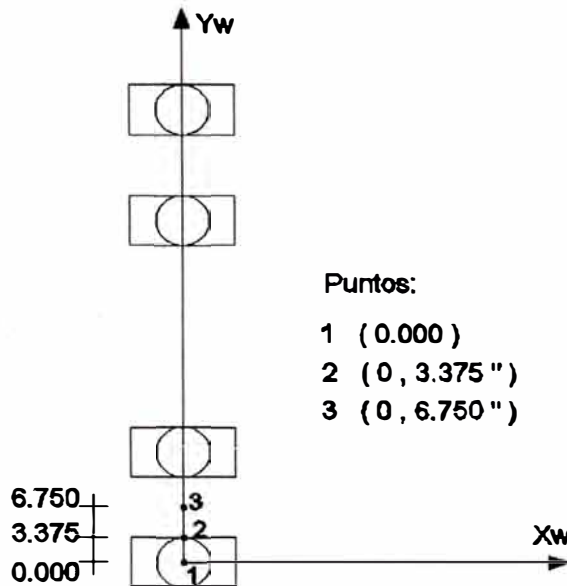 Yw
Puntos:
1 (0.000)
2 (0, 3.375")
3 (0, 6.750")
6.750
3
3.375
2
Xw
0.000
1